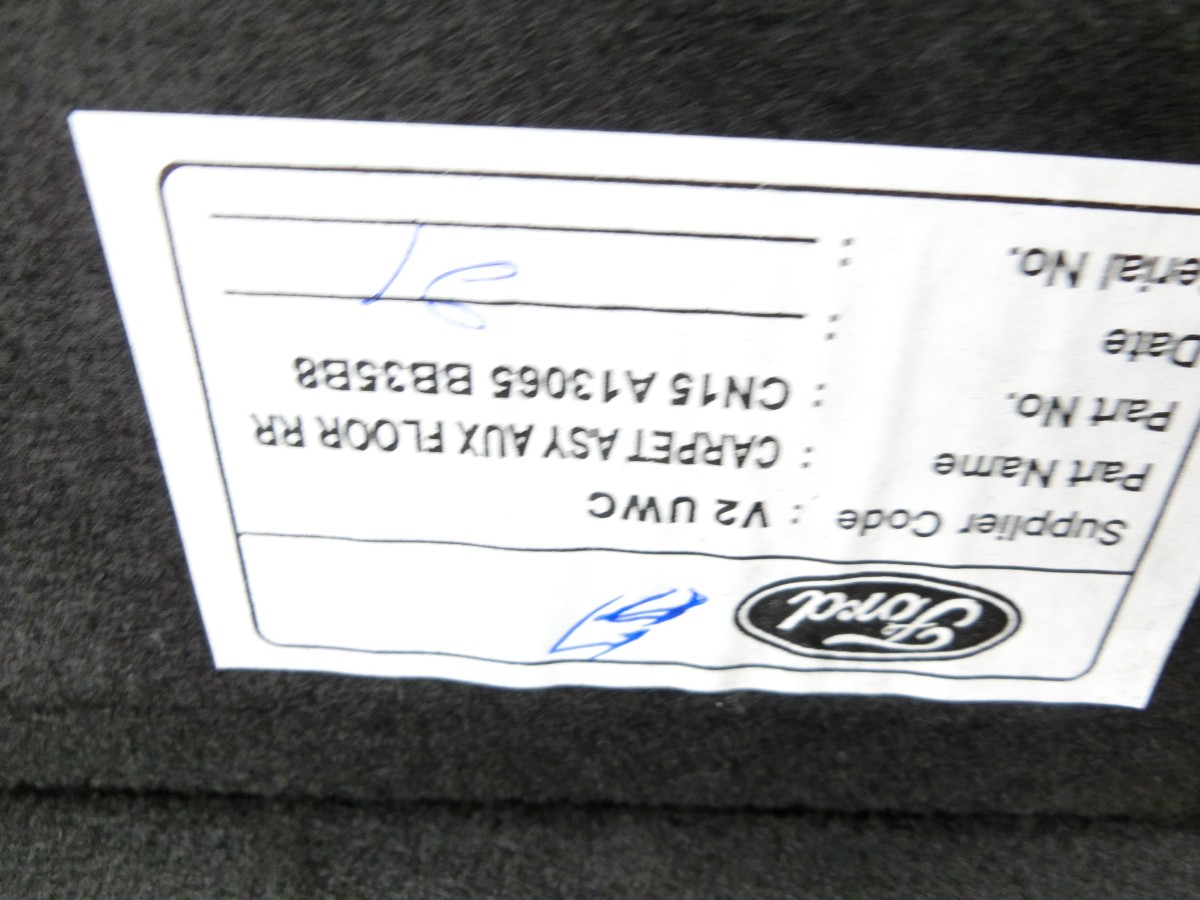 Ford
Supplier Code : V2 UWC
Part Name : CARPET ASY AUX FLOOR RR
Part No. : CN15 A13065 BB35B8
Date :
erial No. :